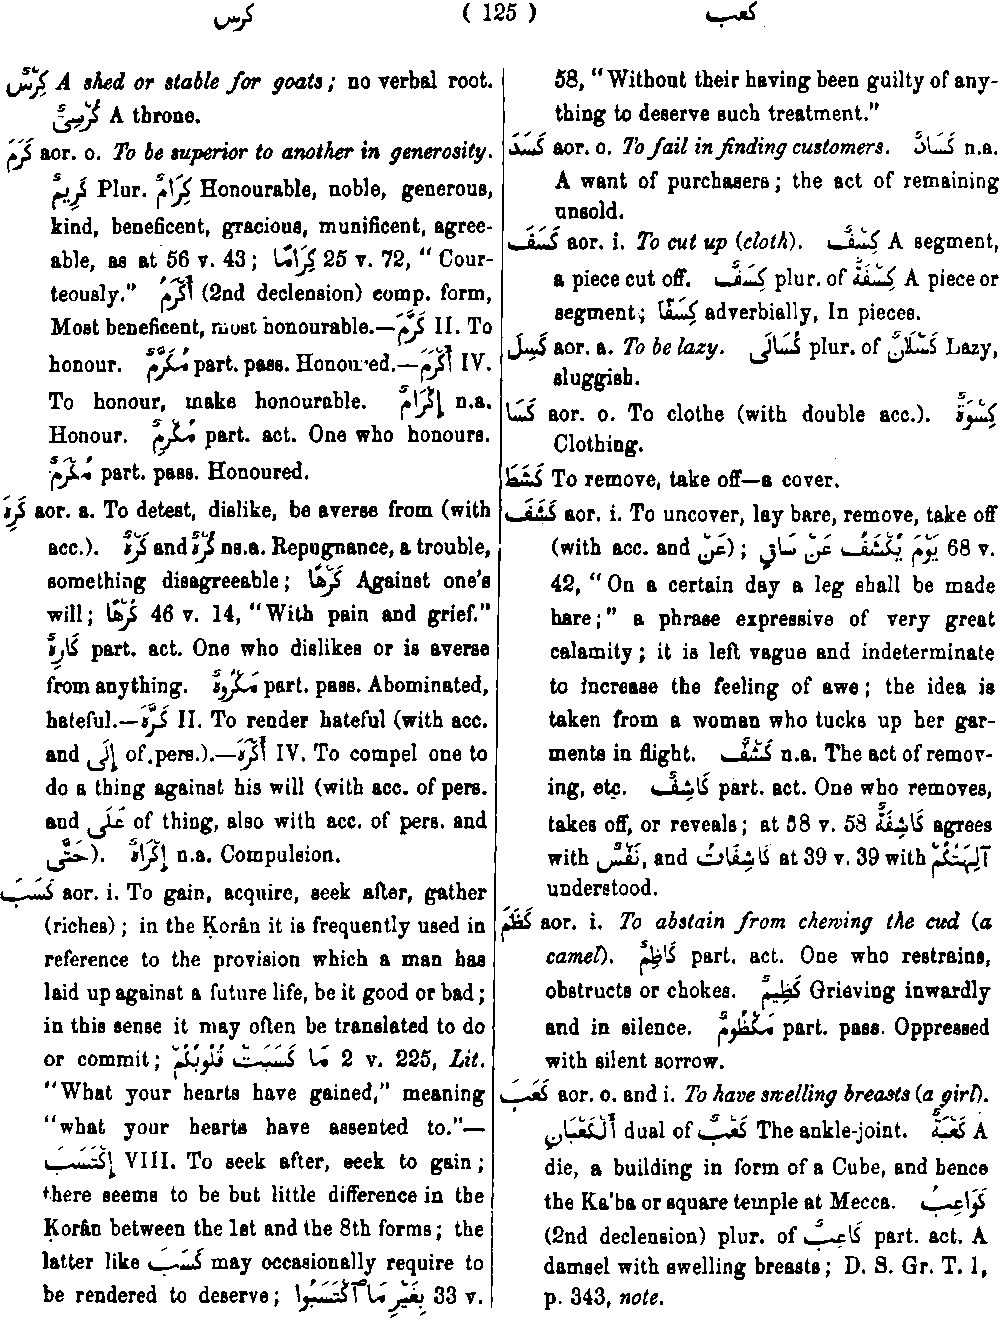 كرس ( 125 ) كعب
كِرْسٌ A shed or stable for goats; no verbal root.
كُرْسِيٌّ A throne.
كَرُمَ aor. o. To be superior to another in generosity.
كَرِيمٌ Plur. كِرَامٌ Honourable, noble, generous,
kind, beneficent, gracious, munificent, agree-
able, as at 56 v. 43; كِرَامًا 25 v. 72, "Cour-
teously." أَكْرَمُ (2nd declension) comp. form,
Most beneficent, most honourable.—كَرَّمَ II. To
honour. مُكَرَّمٌ part. pass. Honoured.—أَكْرَمَ IV.
To honour, make honourable. إِكْرَامٌ n.a.
Honour. مُكْرِمٌ part. act. One who honours.
مُكْرَمٌ part. pass. Honoured.
كَرِهَ aor. a. To detest, dislike, be averse from (with
acc.). كَرْهٌ and كُرْهٌ ns.a. Repugnance, a trouble,
something disagreeable; كَرْهًا Against one's
will; كُرْهًا 46 v. 14, "With pain and grief."
كَارِهٌ part. act. One who dislikes or is averse
from anything. مَكْرُوهٌ part. pass. Abominated,
hateful.—كَرَّهَ II. To render hateful (with acc.
and إِلَى of pers.).—أَكْرَهَ IV. To compel one to
do a thing against his will (with acc. of pers.
and عَلَى of thing, also with acc. of pers. and
حَتَّى). إِكْرَاهٌ n.a. Compulsion.
كَسَبَ aor. i. To gain, acquire, seek after, gather
(riches); in the Ḳorân it is frequently used in
reference to the provision which a man has
laid up against a future life, be it good or bad;
in this sense it may often be translated to do
or commit; مَا كَسَبَتْ قُلُوبُكُمْ 2 v. 225, Lit.
"What your hearts have gained," meaning
"what your hearts have assented to."—
إِكْتَسَبَ VIII. To seek after, seek to gain;
there seems to be but little difference in the
Ḳorân between the 1st and the 8th forms; the
latter like كَسَبَ may occasionally require to
be rendered to deserve; بِغَيْرِ مَا ٱكْتَسَبُوا 33 v.
58, "Without their having been guilty of any-
thing to deserve such treatment."
كَسَدَ aor. o. To fail in finding customers. كَسَادٌ n.a.
A want of purchasers; the act of remaining
unsold.
كَسَفَ aor. i. To cut up (cloth). كِسْفٌ A segment,
a piece cut off. كِسَفٌ plur. of كِسْفَةٌ A piece or
segment; كِسَفًا adverbially, In pieces.
كَسِلَ aor. a. To be lazy. كُسَالَى plur. of كَسْلَانُ Lazy,
sluggish.
كَسَا aor. o. To clothe (with double acc.). كِسْوَةٌ
Clothing.
كَشَطَ To remove, take off—a cover.
كَشَفَ aor. i. To uncover, lay bare, remove, take off
(with acc. and عَنْ); يَوْمَ يُكْشَفُ عَنْ سَاقٍ 68 v.
42, "On a certain day a leg shall be made
bare;" a phrase expressive of very great
calamity; it is left vague and indeterminate
to increase the feeling of awe; the idea is
taken from a woman who tucks up her gar-
ments in flight. كَشْفٌ n.a. The act of remov-
ing, etc. كَاشِفٌ part. act. One who removes,
takes off, or reveals; at 58 v. 58 كَاشِفَةٌ agrees
with نَفْسٌ, and كَاشِفَاتُ at 39 v. 39 with آلِهَتُكُمْ
understood.
كَظَمَ aor. i. To abstain from chewing the cud (a
camel). كَاظِمٌ part. act. One who restrains,
obstructs or chokes. كَظِيمٌ Grieving inwardly
and in silence. مَكْظُومٌ part. pass. Oppressed
with silent sorrow.
كَعَبَ aor. o. and i. To have swelling breasts (a girl).
أَلْكَعْبَانِ dual of كَعْبٌ The ankle-joint. كَعْبَةٌ A
die, a building in form of a Cube, and hence
the Ka'ba or square temple at Mecca. كَوَاعِبُ
(2nd declension) plur. of كَاعِبٌ part. act. A
damsel with swelling breasts; D. S. Gr. T. 1,
p. 343, note.